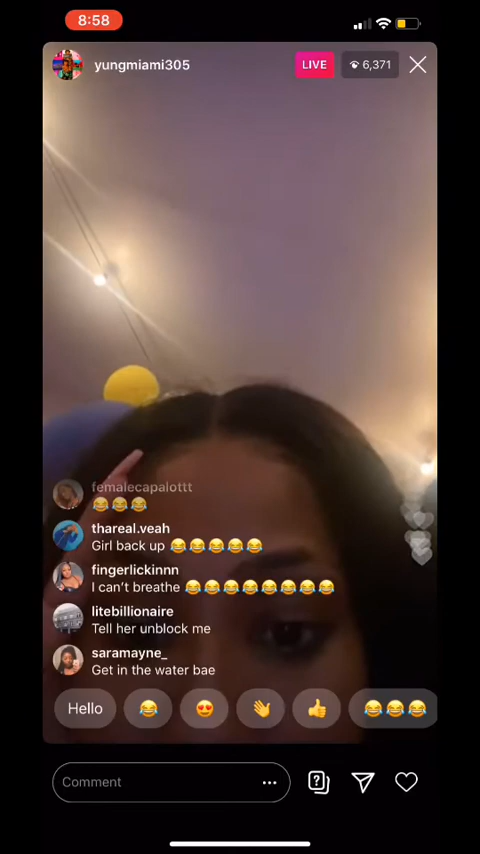 8:58
yungmiami305
LIVE
6,371
femalecapalottt
😂😂😂
thareal.veah
Girl back up 😂😂😂😂😂
fingerlickinnn
I can't breathe 😂😂😂😂😂😂😂😂
litebillionaire
Tell her unblock me
saramayne_
Get in the water bae
Hello 😂 😍 👋 👍 😂😂😂
Comment